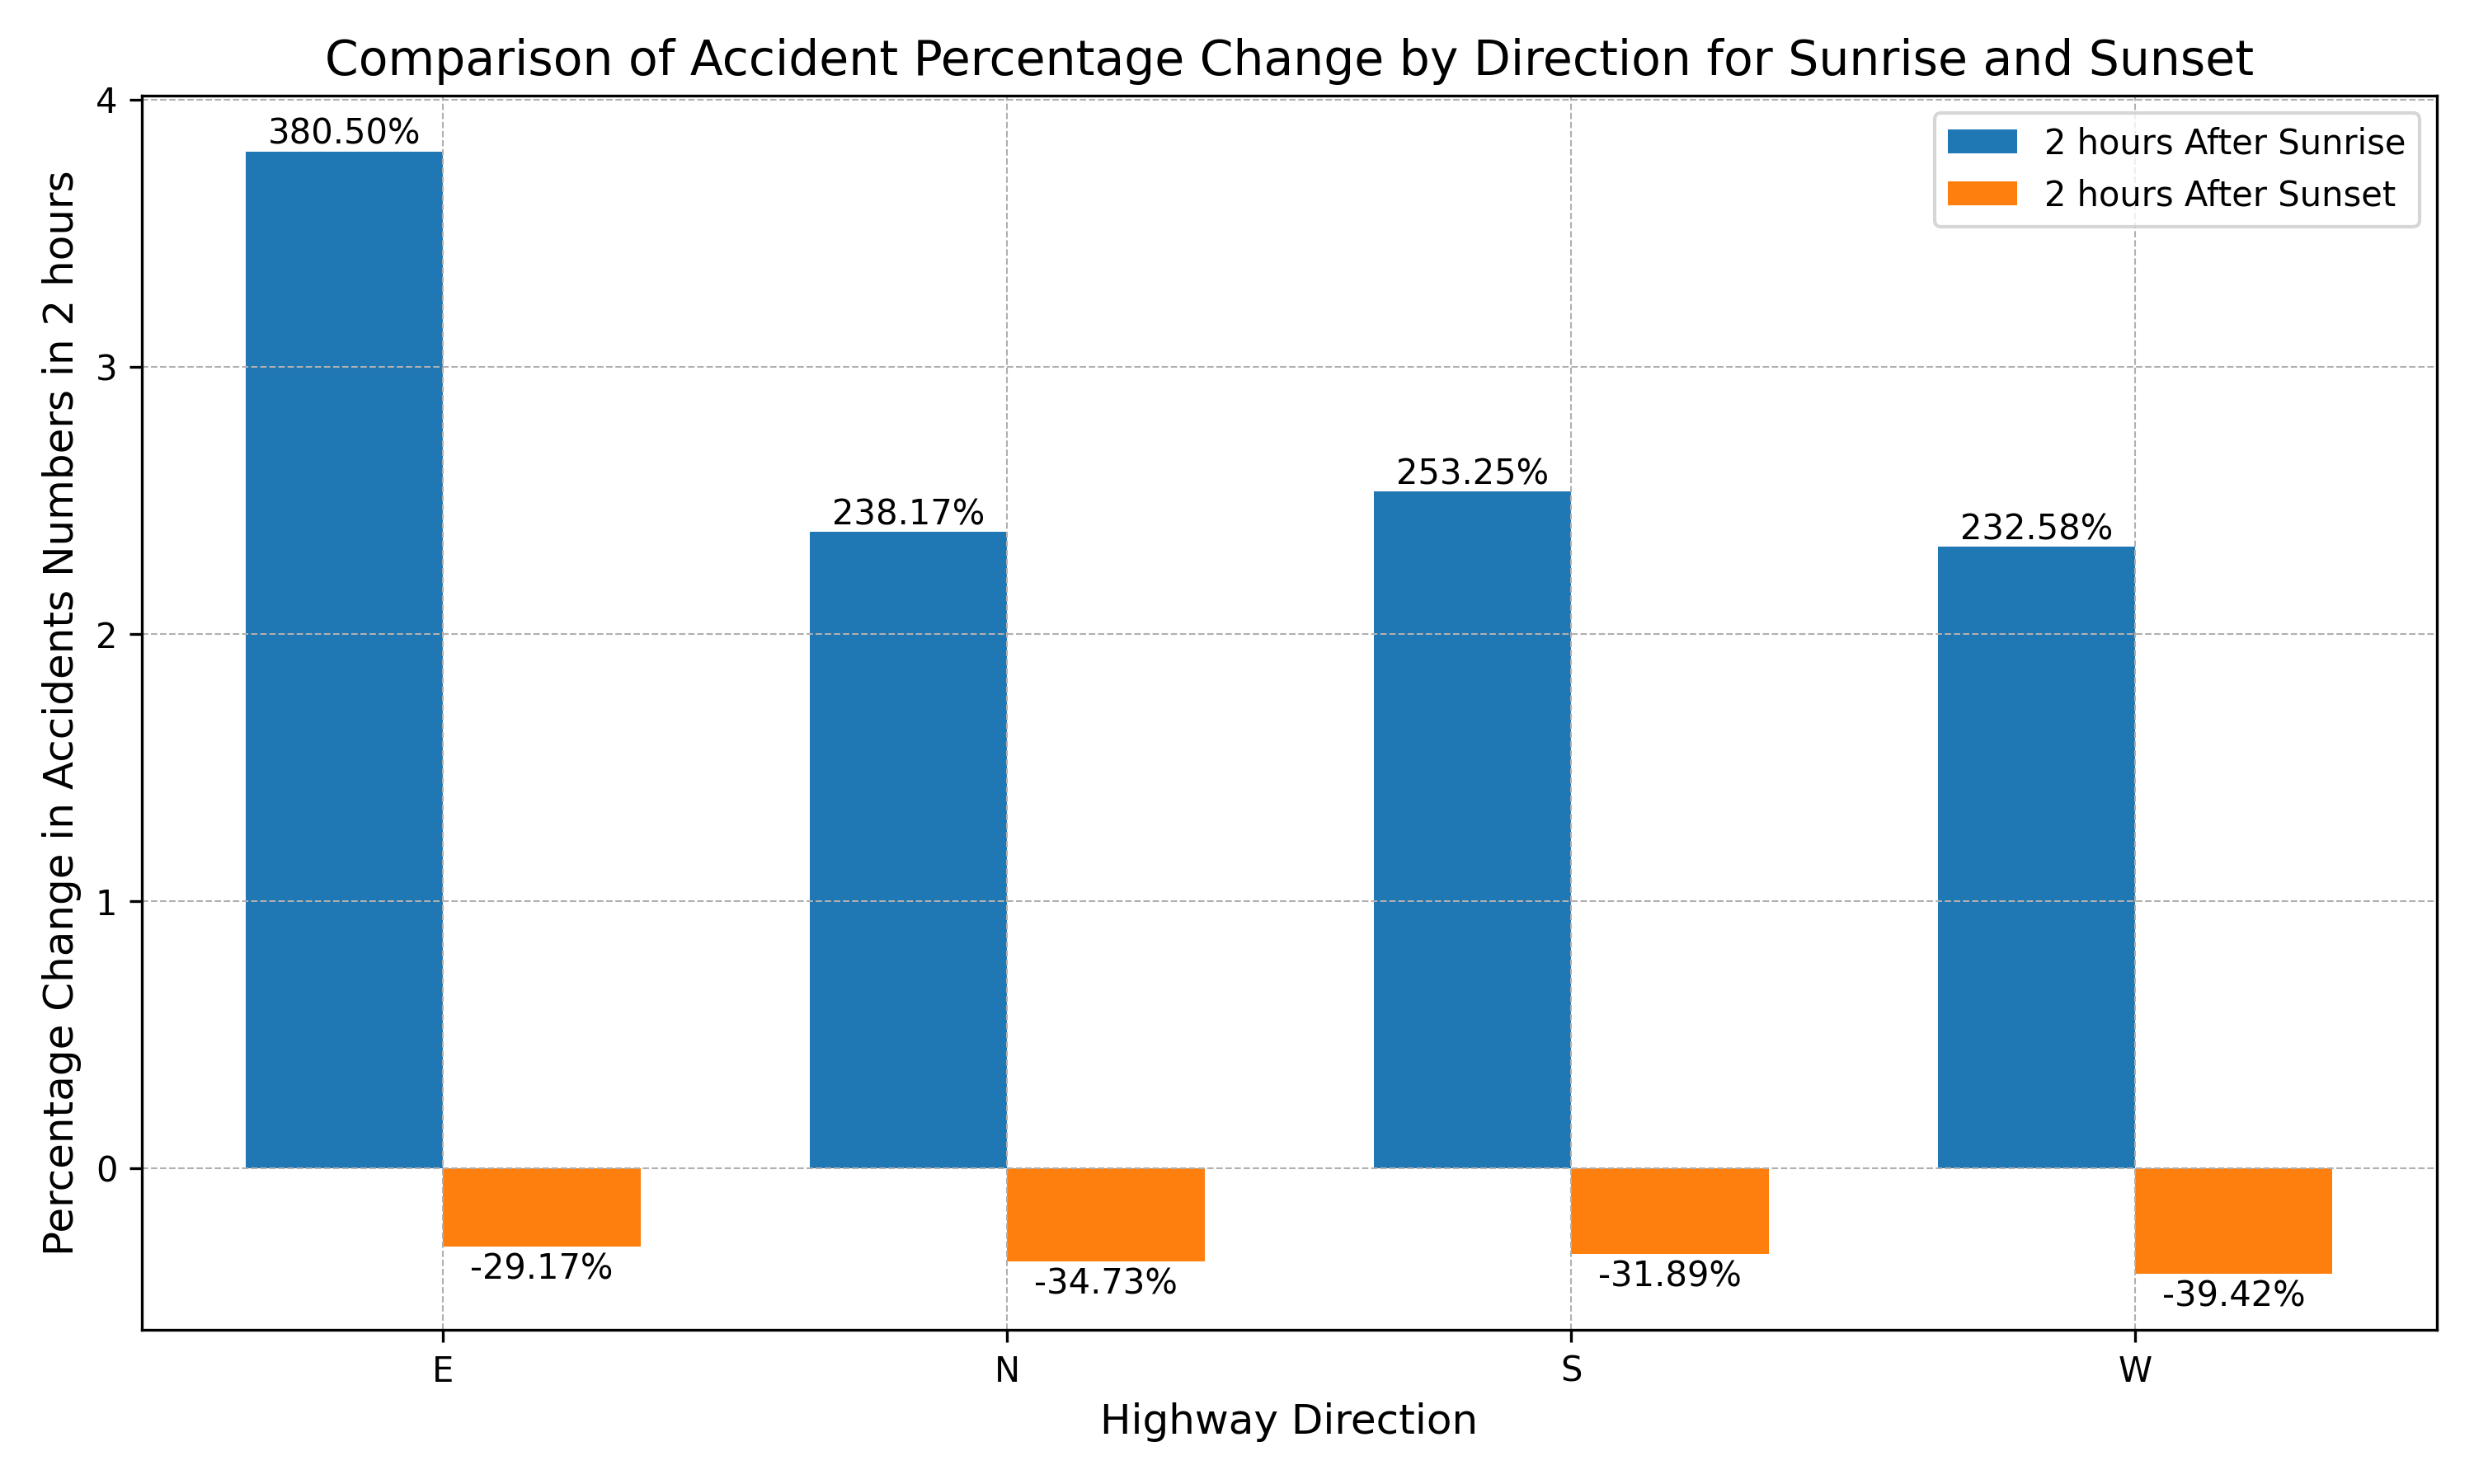 Comparison of Accident Percentage Change by Direction for Sunrise and Sunset
Percentage Change in Accidents Numbers in 2 hours
4
3
2
1
0
2 hours After Sunrise
2 hours After Sunset
380.50%
238.17%
253.25%
232.58%
-29.17%
-34.73%
-31.89%
-39.42%
E
N
S
W
Highway Direction